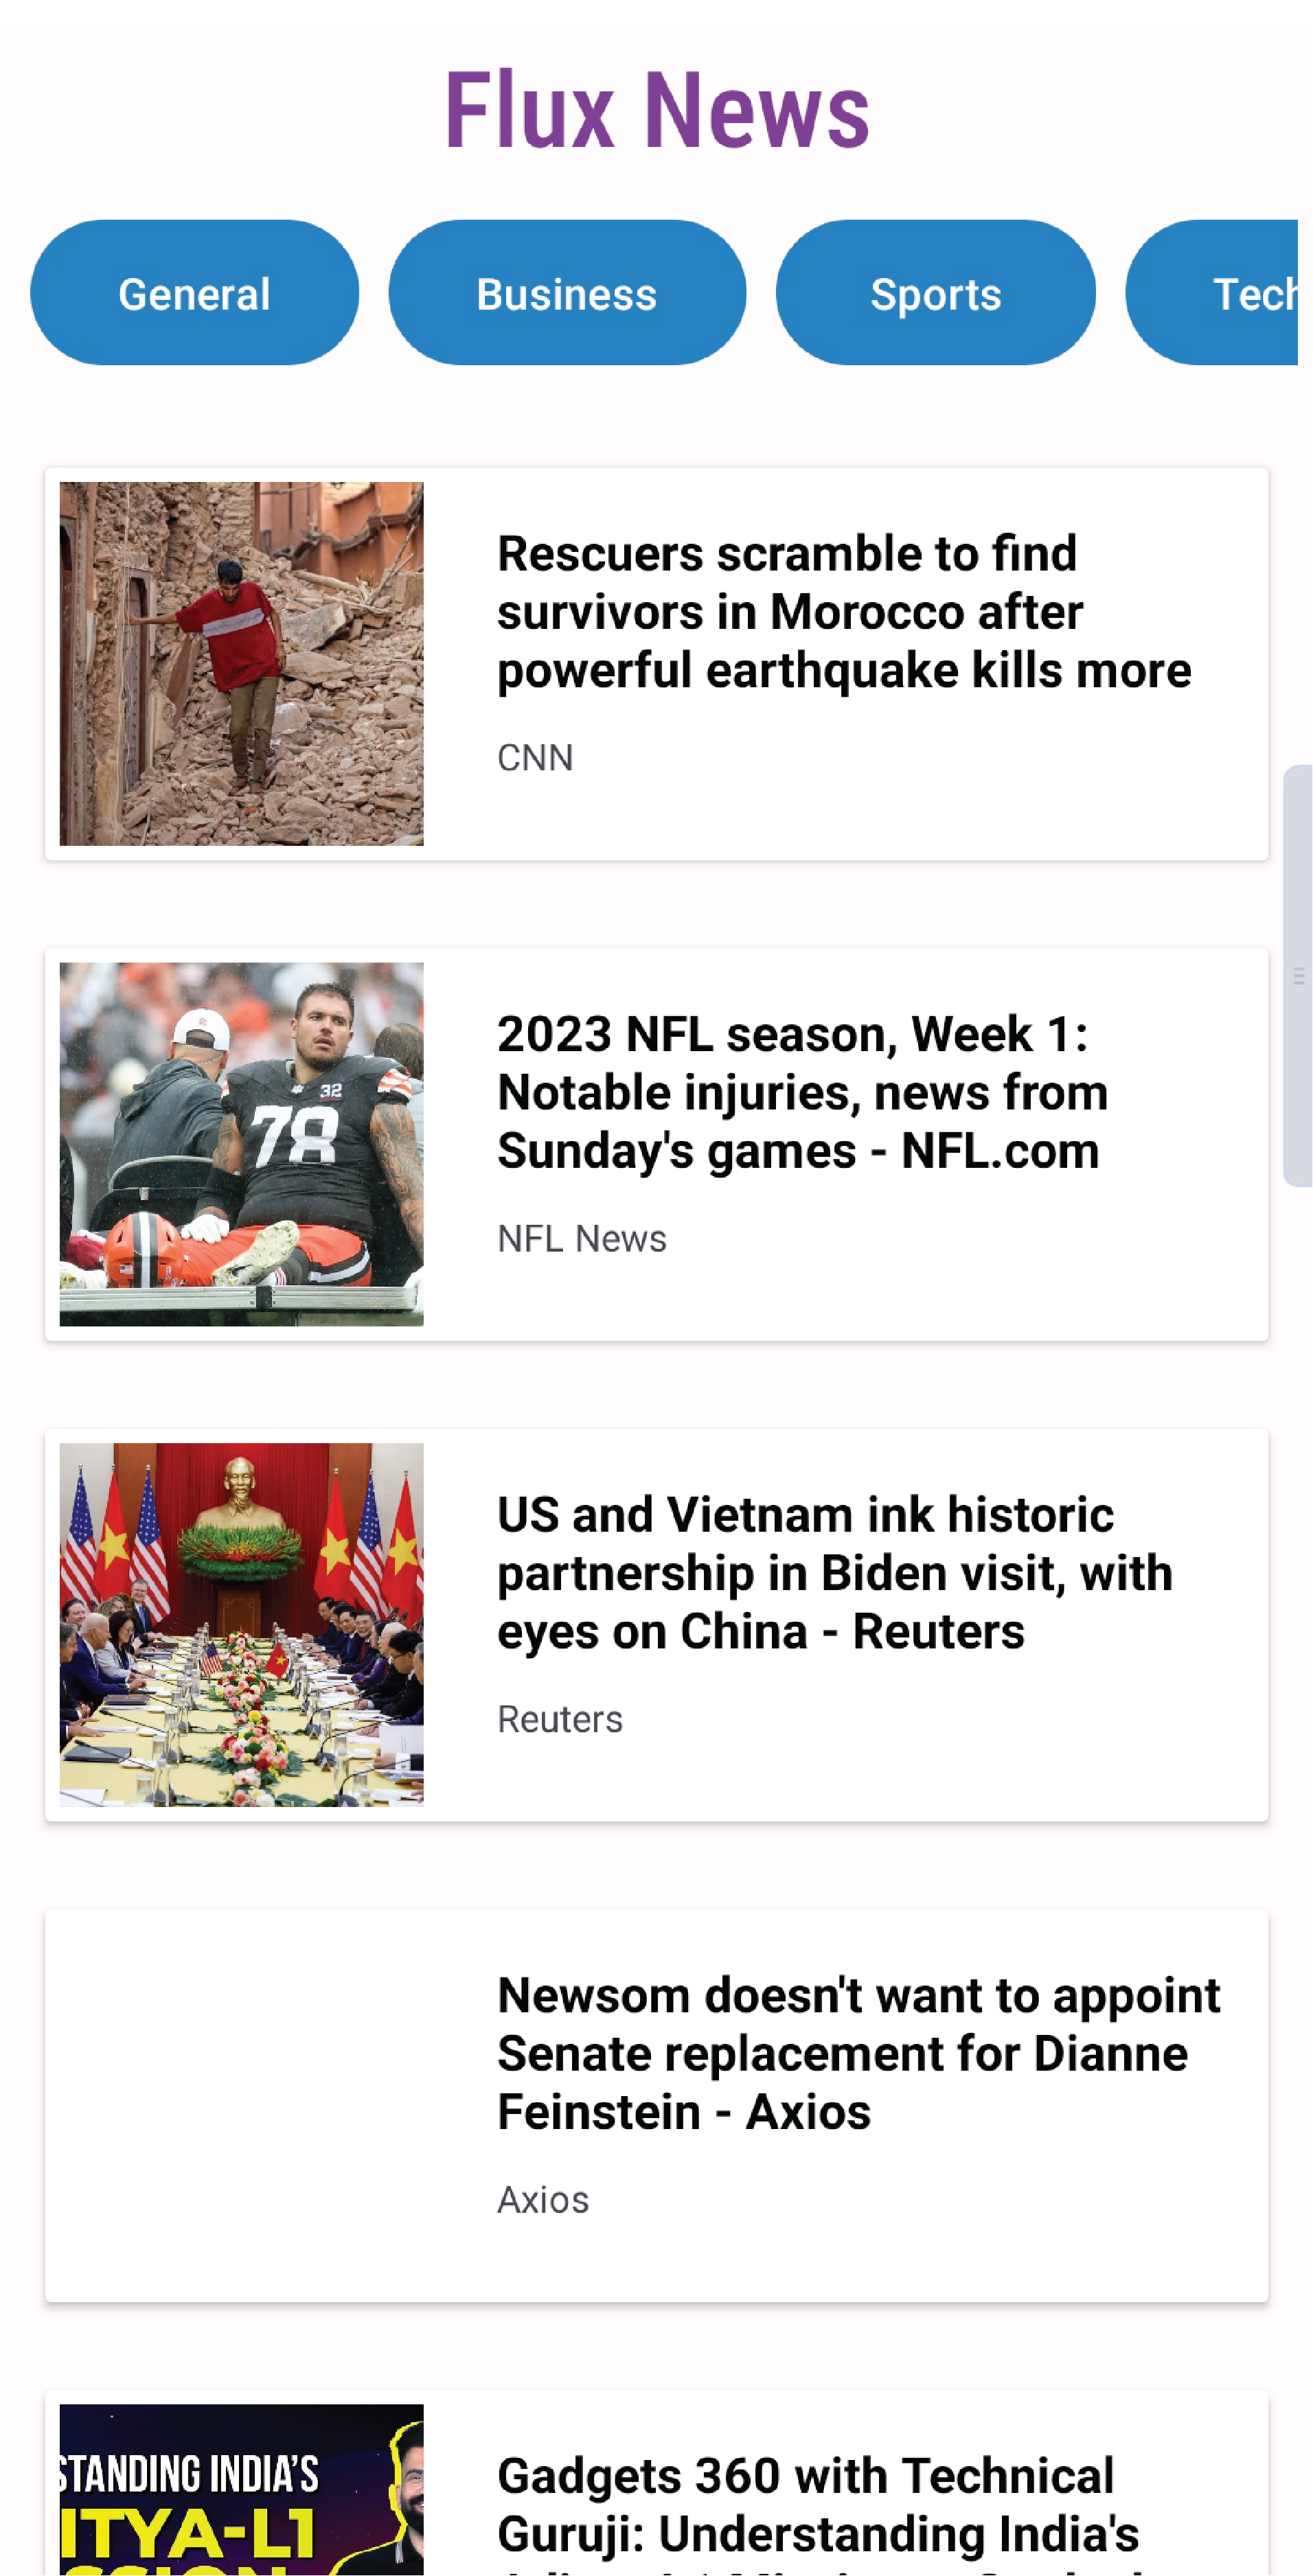 Flux News
General
Business
Sports
Tech
Rescuers scramble to find
survivors in Morocco after
powerful earthquake kills more
CNN
32
78
2023 NFL season, Week 1:
Notable injuries, news from
Sunday's games - NFL.com
NFL News
US and Vietnam ink historic
partnership in Biden visit, with
eyes on China - Reuters
Reuters
Newsom doesn't want to appoint
Senate replacement for Dianne
Feinstein - Axios
Axios
STANDING INDIA'S
ITYA-L1
Gadgets 360 with Technical
Guruji: Understanding India's